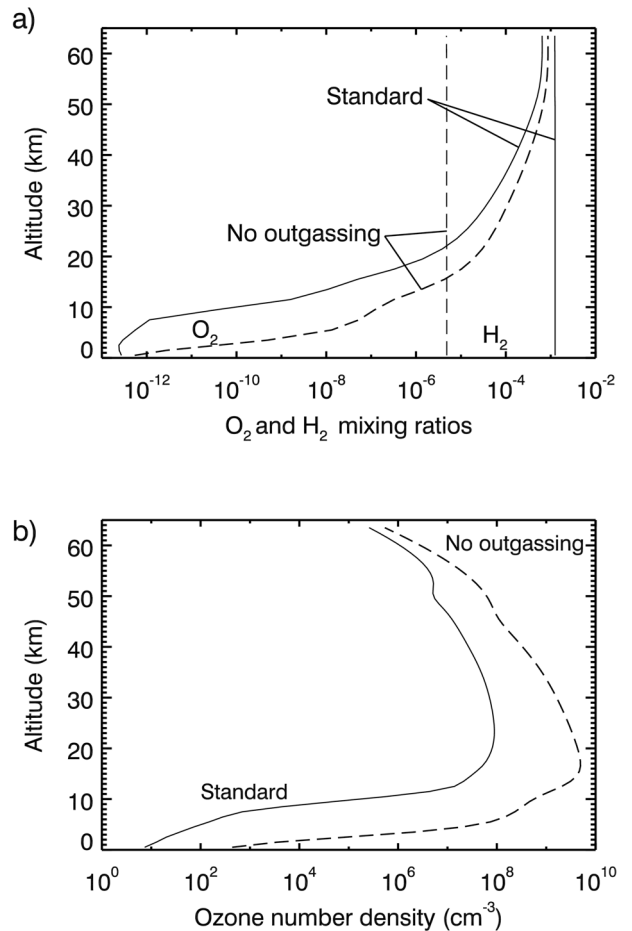 a)
60
50
40
30
20
10
0
Altitude (km)
Standard
No outgassing
O₂
H₂
10⁻¹² 10⁻¹⁰ 10⁻⁸ 10⁻⁶ 10⁻⁴ 10⁻²
O₂ and H₂ mixing ratios
b)
60
50
40
30
20
10
0
Altitude (km)
No outgassing
Standard
10⁰ 10² 10⁴ 10⁶ 10⁸ 10¹⁰
Ozone number density (cm⁻³)